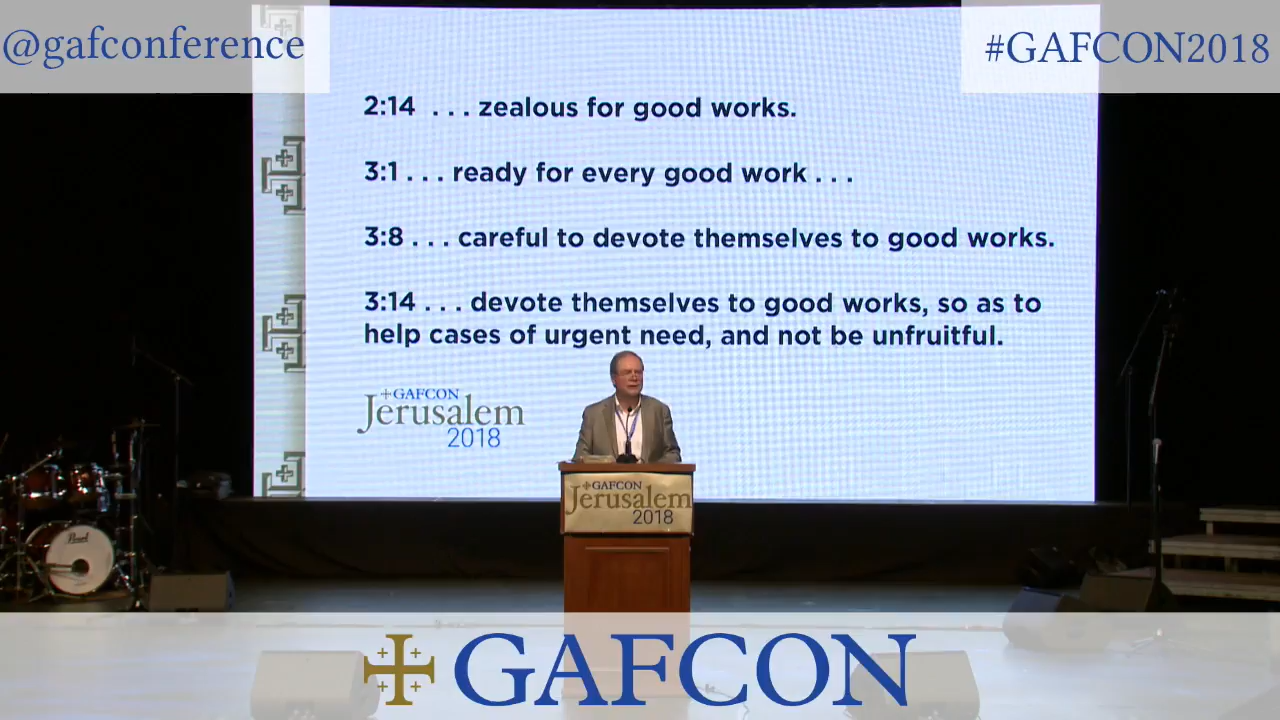 @gafconference
#GAFCON2018
2:14 . . . zealous for good works.
3:1 . . . ready for every good work . . .
3:8 . . . careful to devote themselves to good works.
3:14 . . . devote themselves to good works, so as to
help cases of urgent need, and not be unfruitful.
GAFCON
Jerusalem
2018
GAFCON
Jerusalem
2018
Pearl
GAFCON